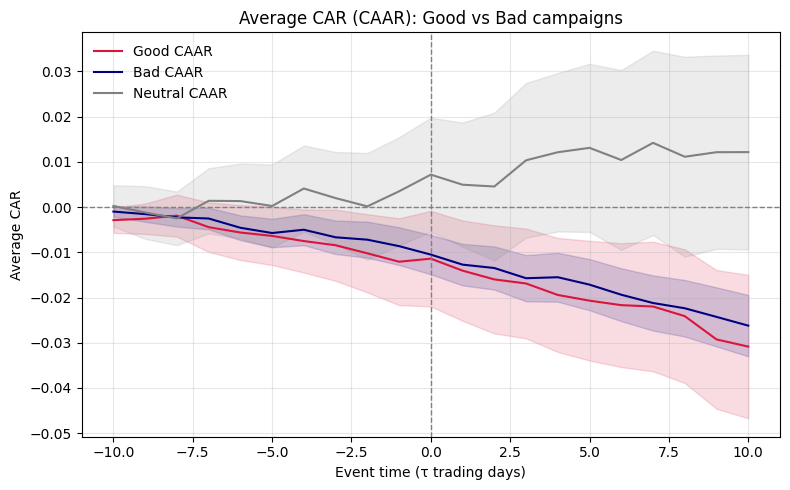 Average CAR (CAAR): Good vs Bad campaigns
Good CAAR
Bad CAAR
Neutral CAAR
0.03
0.02
0.01
0.00
−0.01
−0.02
−0.03
−0.04
−0.05
Average CAR
−10.0 −7.5 −5.0 −2.5 0.0 2.5 5.0 7.5 10.0
Event time (τ trading days)